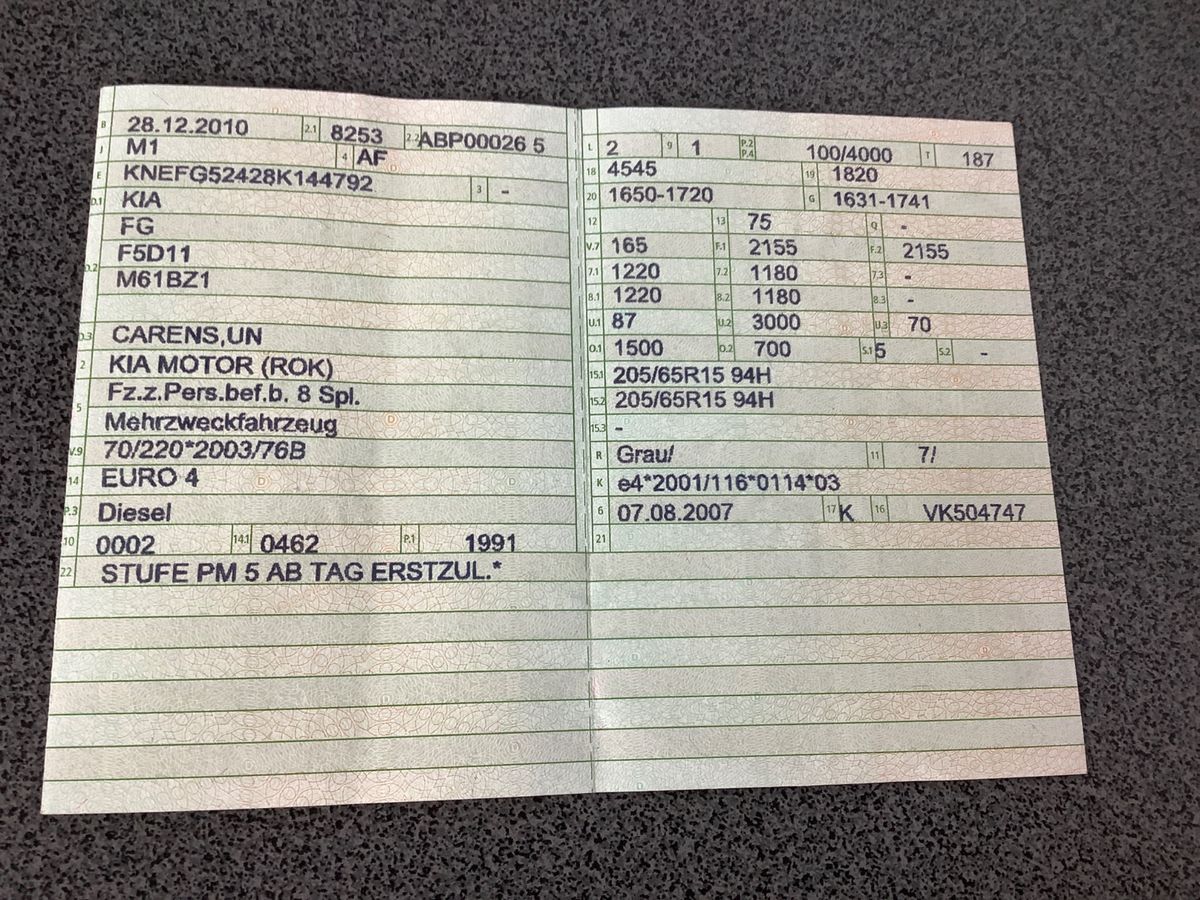 B 28.12.2010 2.1 8253 2.2 ABP00026 5
J M1 4 AF
E KNEFG52428K144792 3 -
D.1 KIA
FG
F5D11
D.2 M61BZ1
D.3 CARENS,UN
2 KIA MOTOR (ROK)
Fz.z.Pers.bef.b. 8 Spl.
5 Mehrzweckfahrzeug
V.9 70/220*2003/76B
14 EURO 4
P.3 Diesel
10 0002 14.1 0462 P.1 1991
22 STUFE PM 5 AB TAG ERSTZUL.*
L 2 9 1 P.2 P.4 100/4000 T 187
18 4545 19 1820
20 1650-1720 G 1631-1741
12 13 75 Q -
V.7 165 F.1 2155 F.2 2155
7.1 1220 7.2 1180 7.3 -
8.1 1220 8.2 1180 8.3 -
U.1 87 U.2 3000 U.3 70
O.1 1500 O.2 700 S.1 5 S.2 -
15.1 205/65R15 94H
15.2 205/65R15 94H
15.3 -
R Grau/ 11 7/
K e4*2001/116*0114*03
6 07.08.2007 17 K 16 VK504747
21